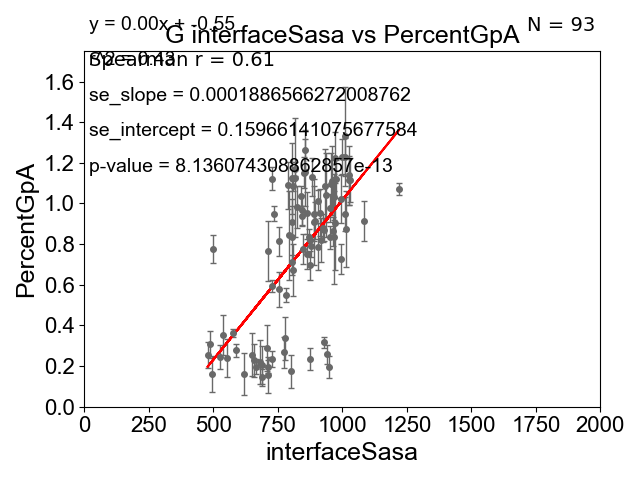 y = 0.00x + -0.55
N = 93
G interfaceSasa vs PercentGpA
Spearman r = 0.61
se_slope = 0.0001886566272008762
se_intercept = 0.15966141075677584
p-value = 8.136074308862857e-13
PercentGpA
1.6
1.4
1.2
1.0
0.8
0.6
0.4
0.2
0.0
0
250
500
750
1000
1250
1500
1750
2000
interfaceSasa